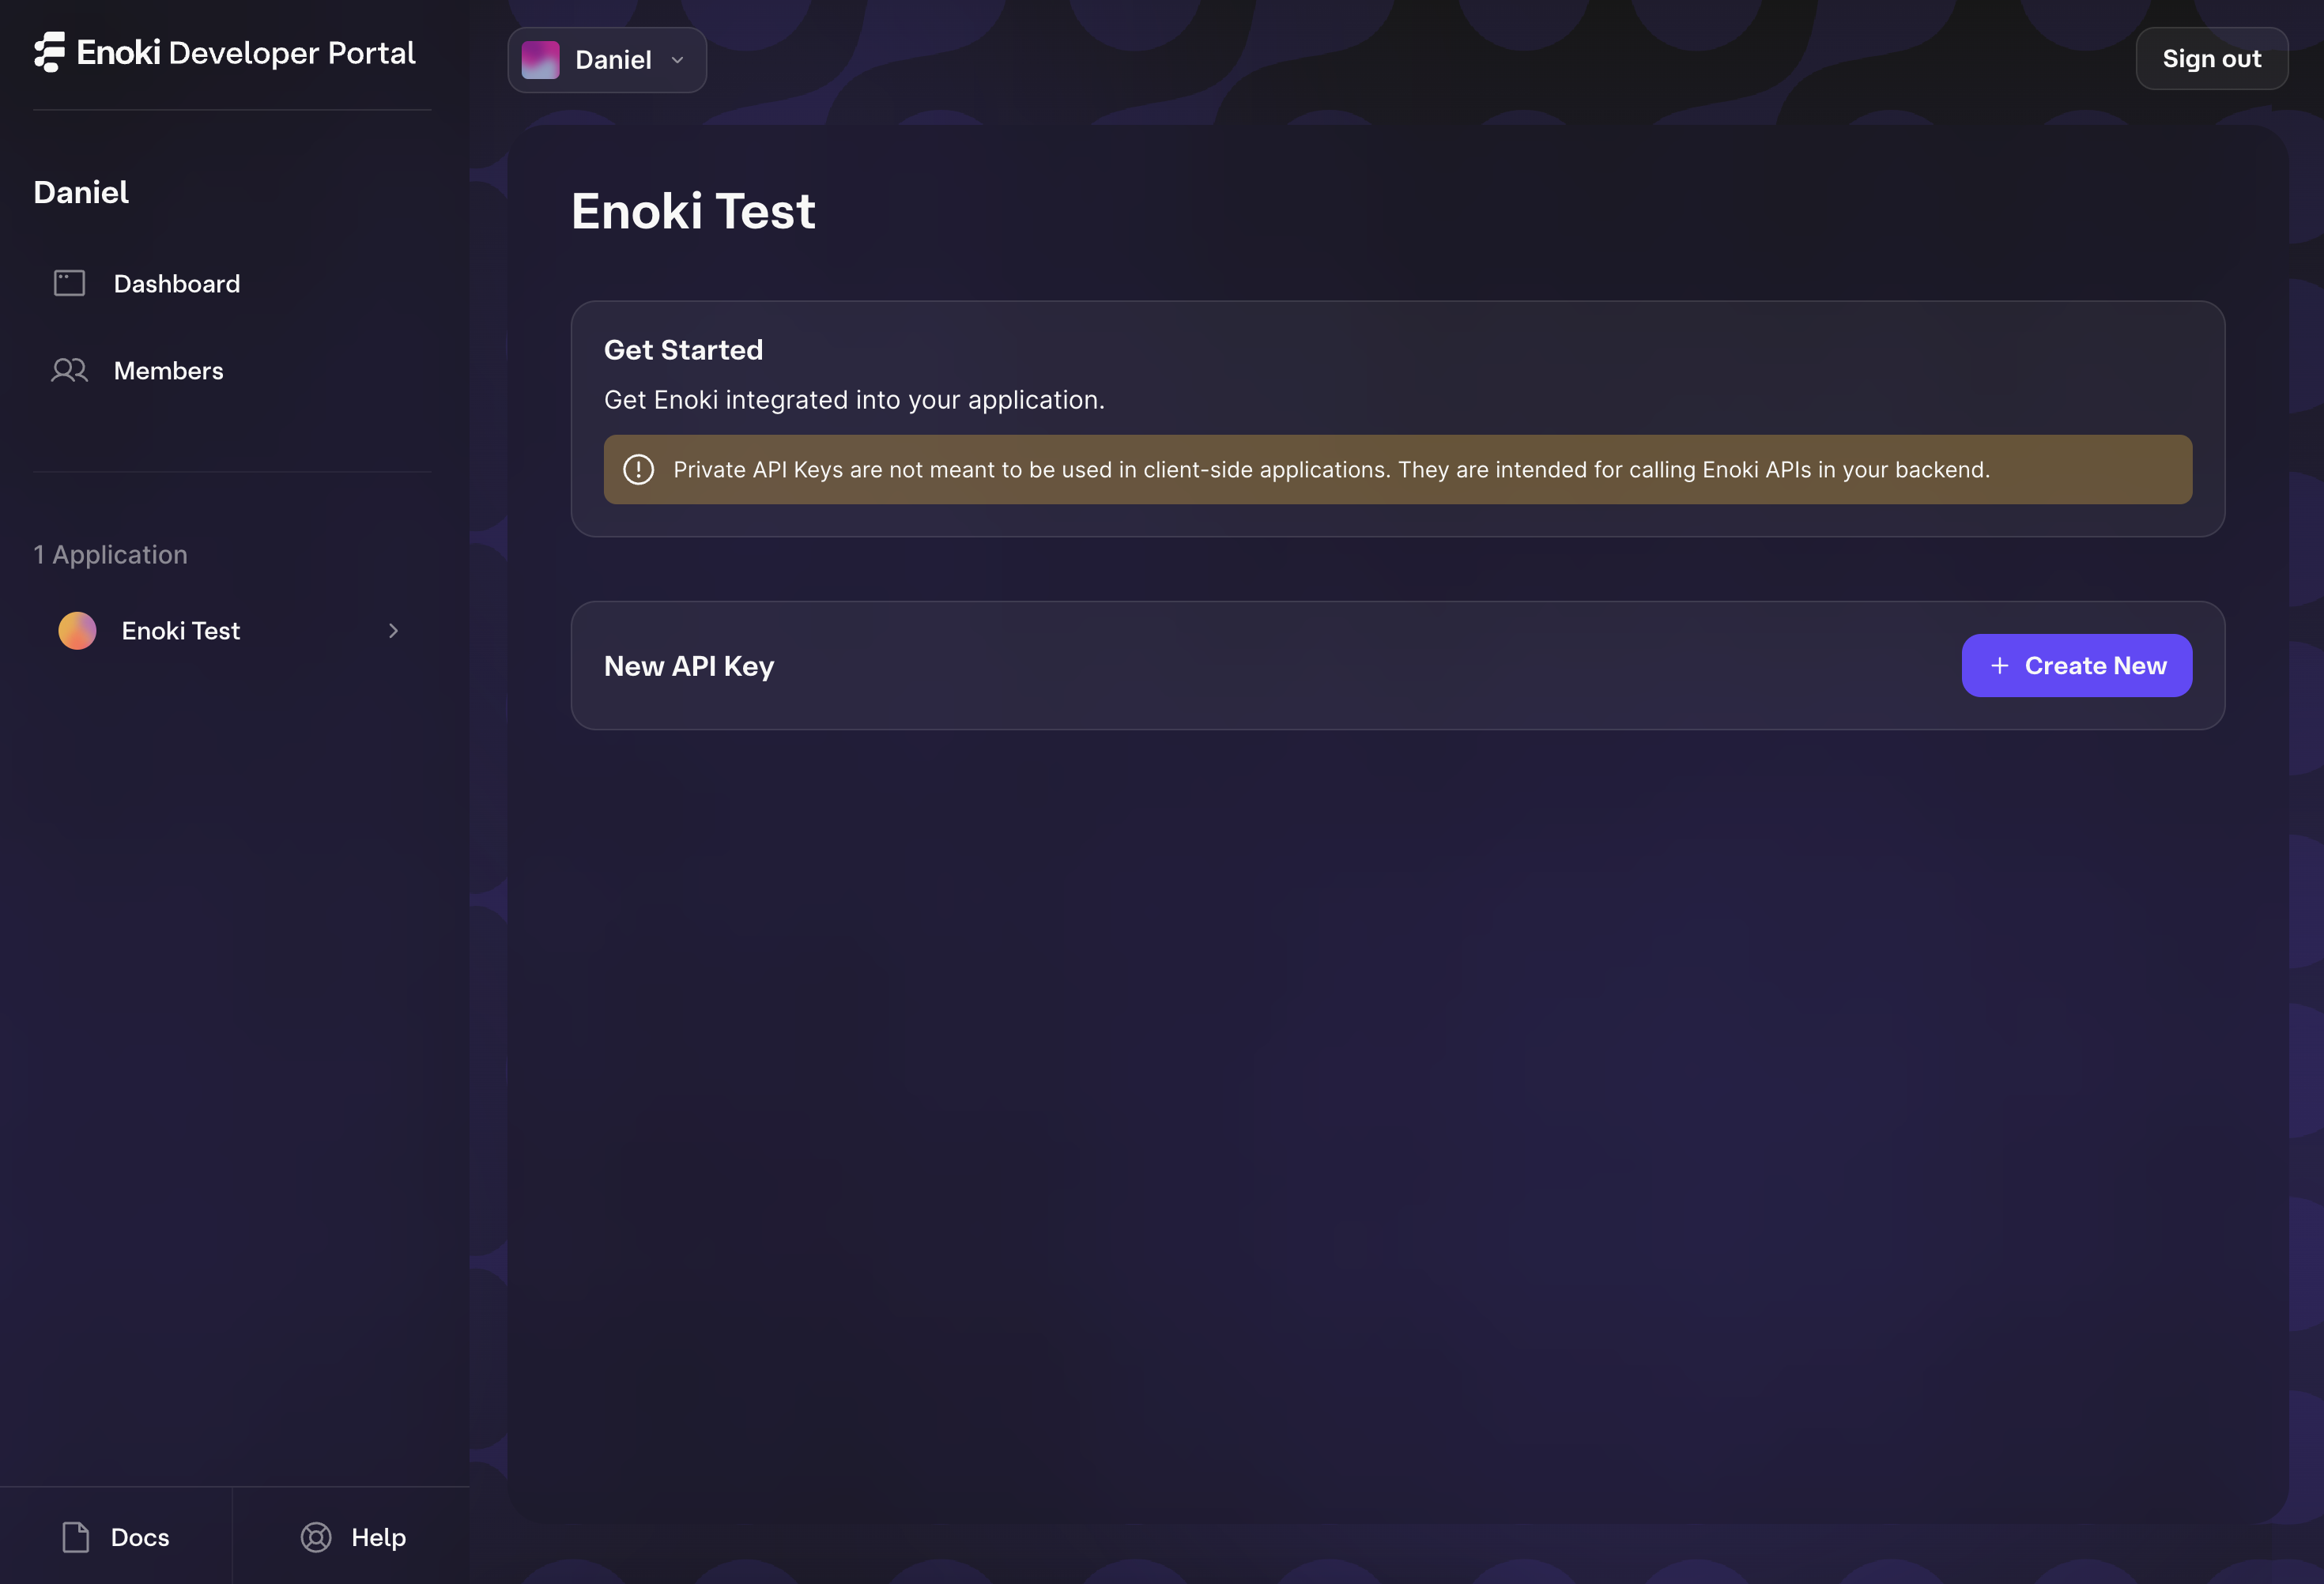 Enoki Developer Portal
Daniel
Sign out
Daniel
Dashboard
Members
1 Application
Enoki Test
Docs
Help
Enoki Test
Get Started
Get Enoki integrated into your application.
Private API Keys are not meant to be used in client-side applications. They are intended for calling Enoki APIs in your backend.
New API Key
Create New